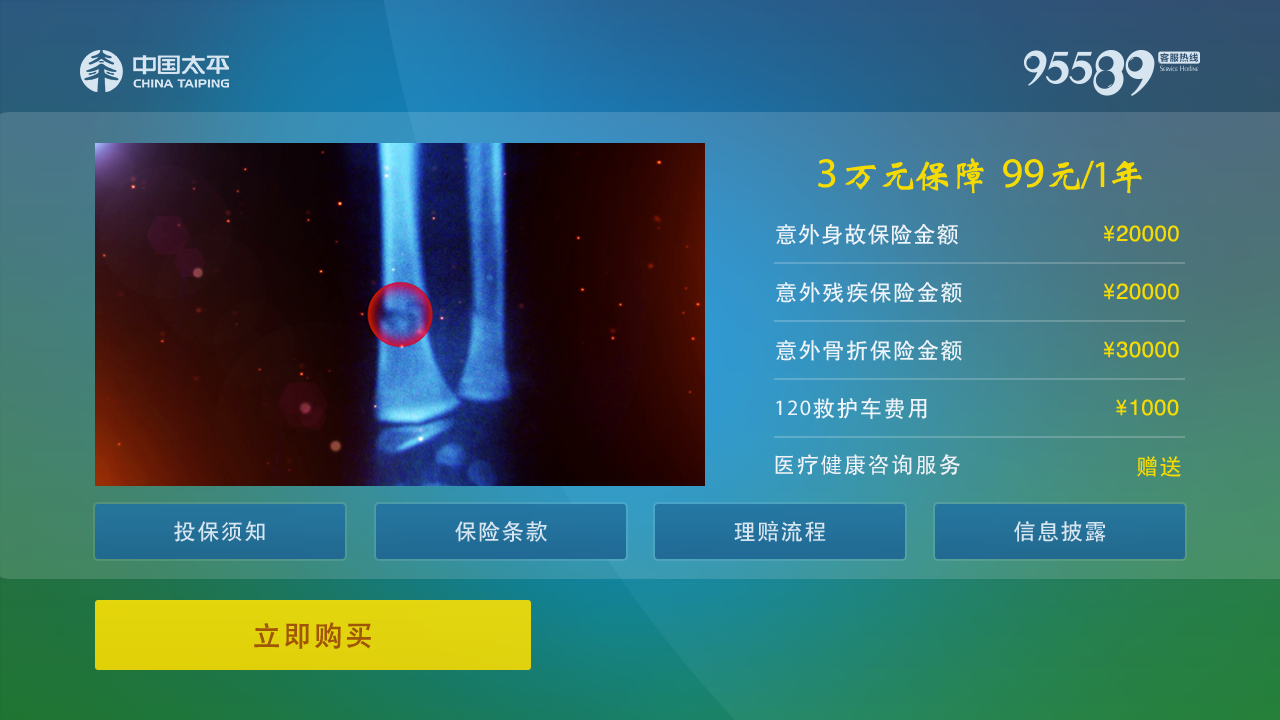 中国太平
CHINA TAIPING
95589 客服热线
Service Hotline
3万元保障 99元/1年
意外身故保险金额 ¥20000
意外残疾保险金额 ¥20000
意外骨折保险金额 ¥30000
120救护车费用 ¥1000
医疗健康咨询服务 赠送
投保须知 保险条款 理赔流程 信息披露
立即购买